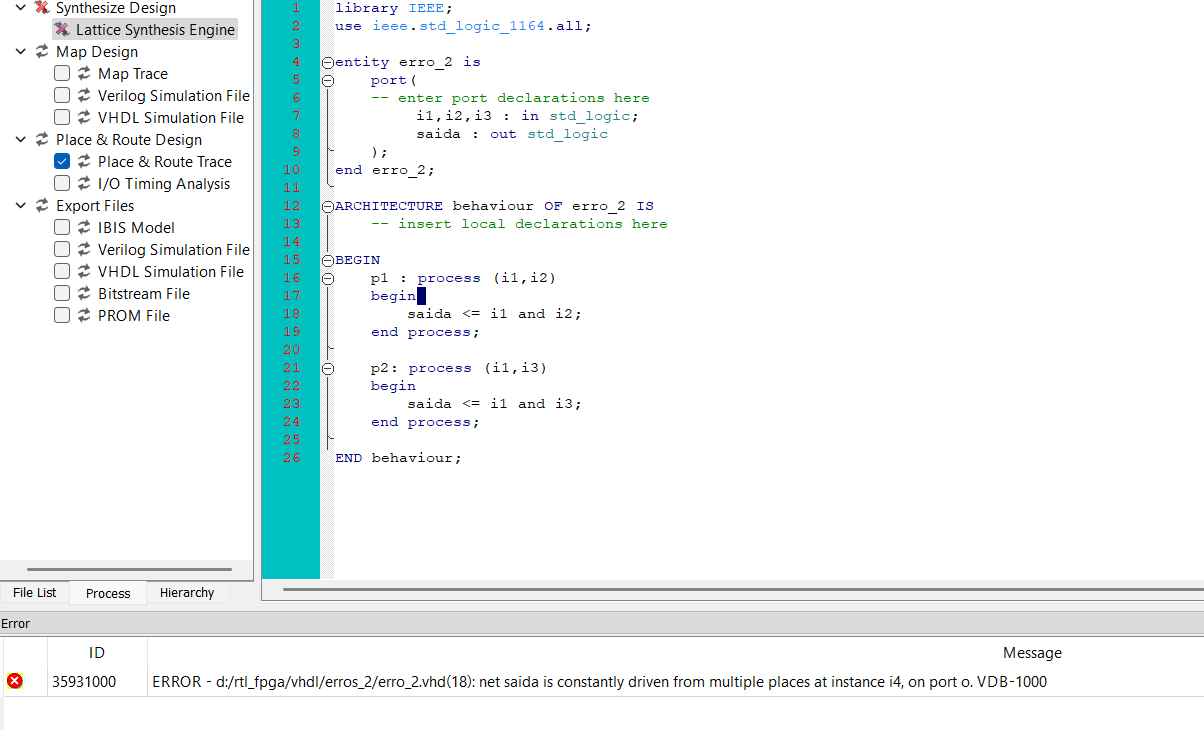 Synthesize Design
Lattice Synthesis Engine
Map Design
Map Trace
Verilog Simulation File
VHDL Simulation File
Place & Route Design
Place & Route Trace
I/O Timing Analysis
Export Files
IBIS Model
Verilog Simulation File
VHDL Simulation File
Bitstream File
PROM File
File List Process Hierarchy
1 library IEEE;
2 use ieee.std_logic_1164.all;
3
4 entity erro_2 is
5 port(
6 -- enter port declarations here
7 i1,i2,i3 : in std_logic;
8 saida : out std_logic
9 );
10 end erro_2;
11
12 ARCHITECTURE behaviour OF erro_2 IS
13 -- insert local declarations here
14
15 BEGIN
16 p1 : process (i1,i2)
17 begin
18 saida <= i1 and i2;
19 end process;
20
21 p2: process (i1,i3)
22 begin
23 saida <= i1 and i3;
24 end process;
25
26 END behaviour;
Error
ID Message
35931000 ERROR - d:/rtl_fpga/vhdl/erros_2/erro_2.vhd(18): net saida is constantly driven from multiple places at instance i4, on port o. VDB-1000